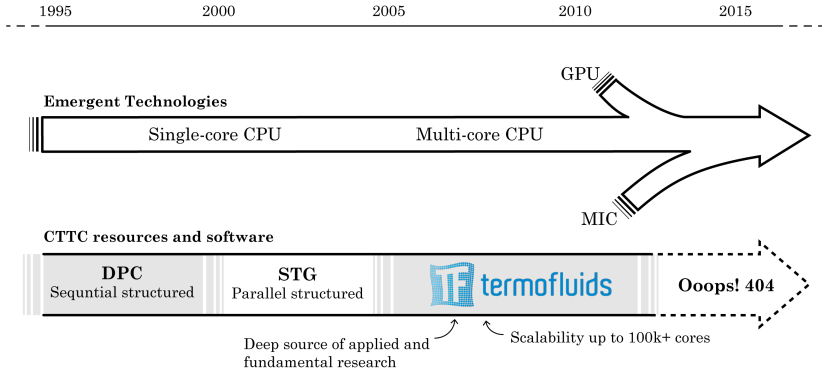 1995 2000 2005 2010 2015
GPU
Emergent Technologies
Single-core CPU Multi-core CPU
MIC
CTTC resources and software
DPC
Sequntial structured
STG
Parallel structured
TF termofluids
Ooops! 404
Deep source of applied and
fundamental research
Scalability up to 100k+ cores